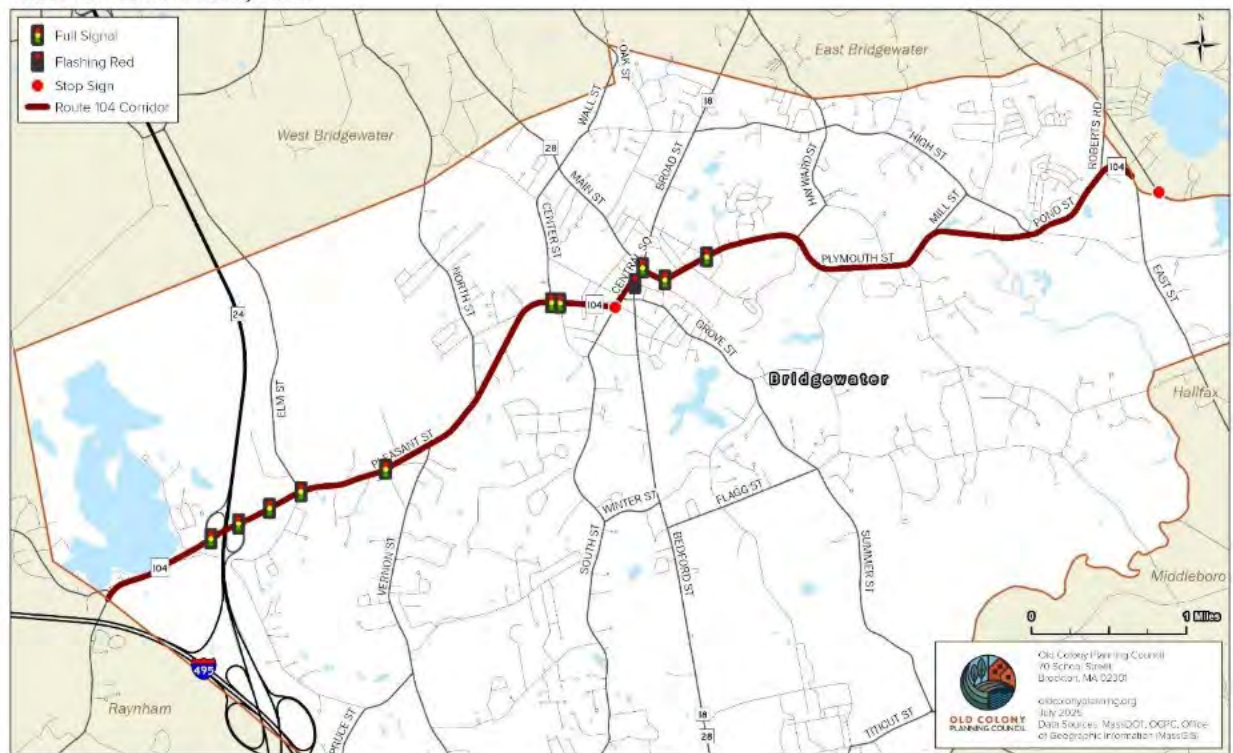 Full Signal
Flashing Red
Stop Sign
Route 104 Corridor
N
East Bridgewater
West Bridgewater
OAK ST
WALL ST
18
28
MAIN ST
BROAD ST
HIGH ST
HAYWARD ST
ROBERTS RD
104
MILL ST
POND ST
CENTER ST
CENTRAL SQ
PLYMOUTH ST
NORTH ST
104
EAST ST
GROVE ST
24
Bridgewater
Halifax
ELM ST
PLEASANT ST
WINTER ST
FLAGG ST
SOUTH ST
BEDFORD ST
SUMMER ST
VERNON ST
104
Middleboro
0 1 Miles
495
Raynham
SPRUCE ST
18
28
TITICUT ST
OLD COLONY
PLANNING COUNCIL
Old Colony Planning Council
70 School Street
Brockton, MA 02301
oldcolonyplanning.org
July 2025
Data Sources: MassDOT, OCPC, Office
of Geographic Information (MassGIS)